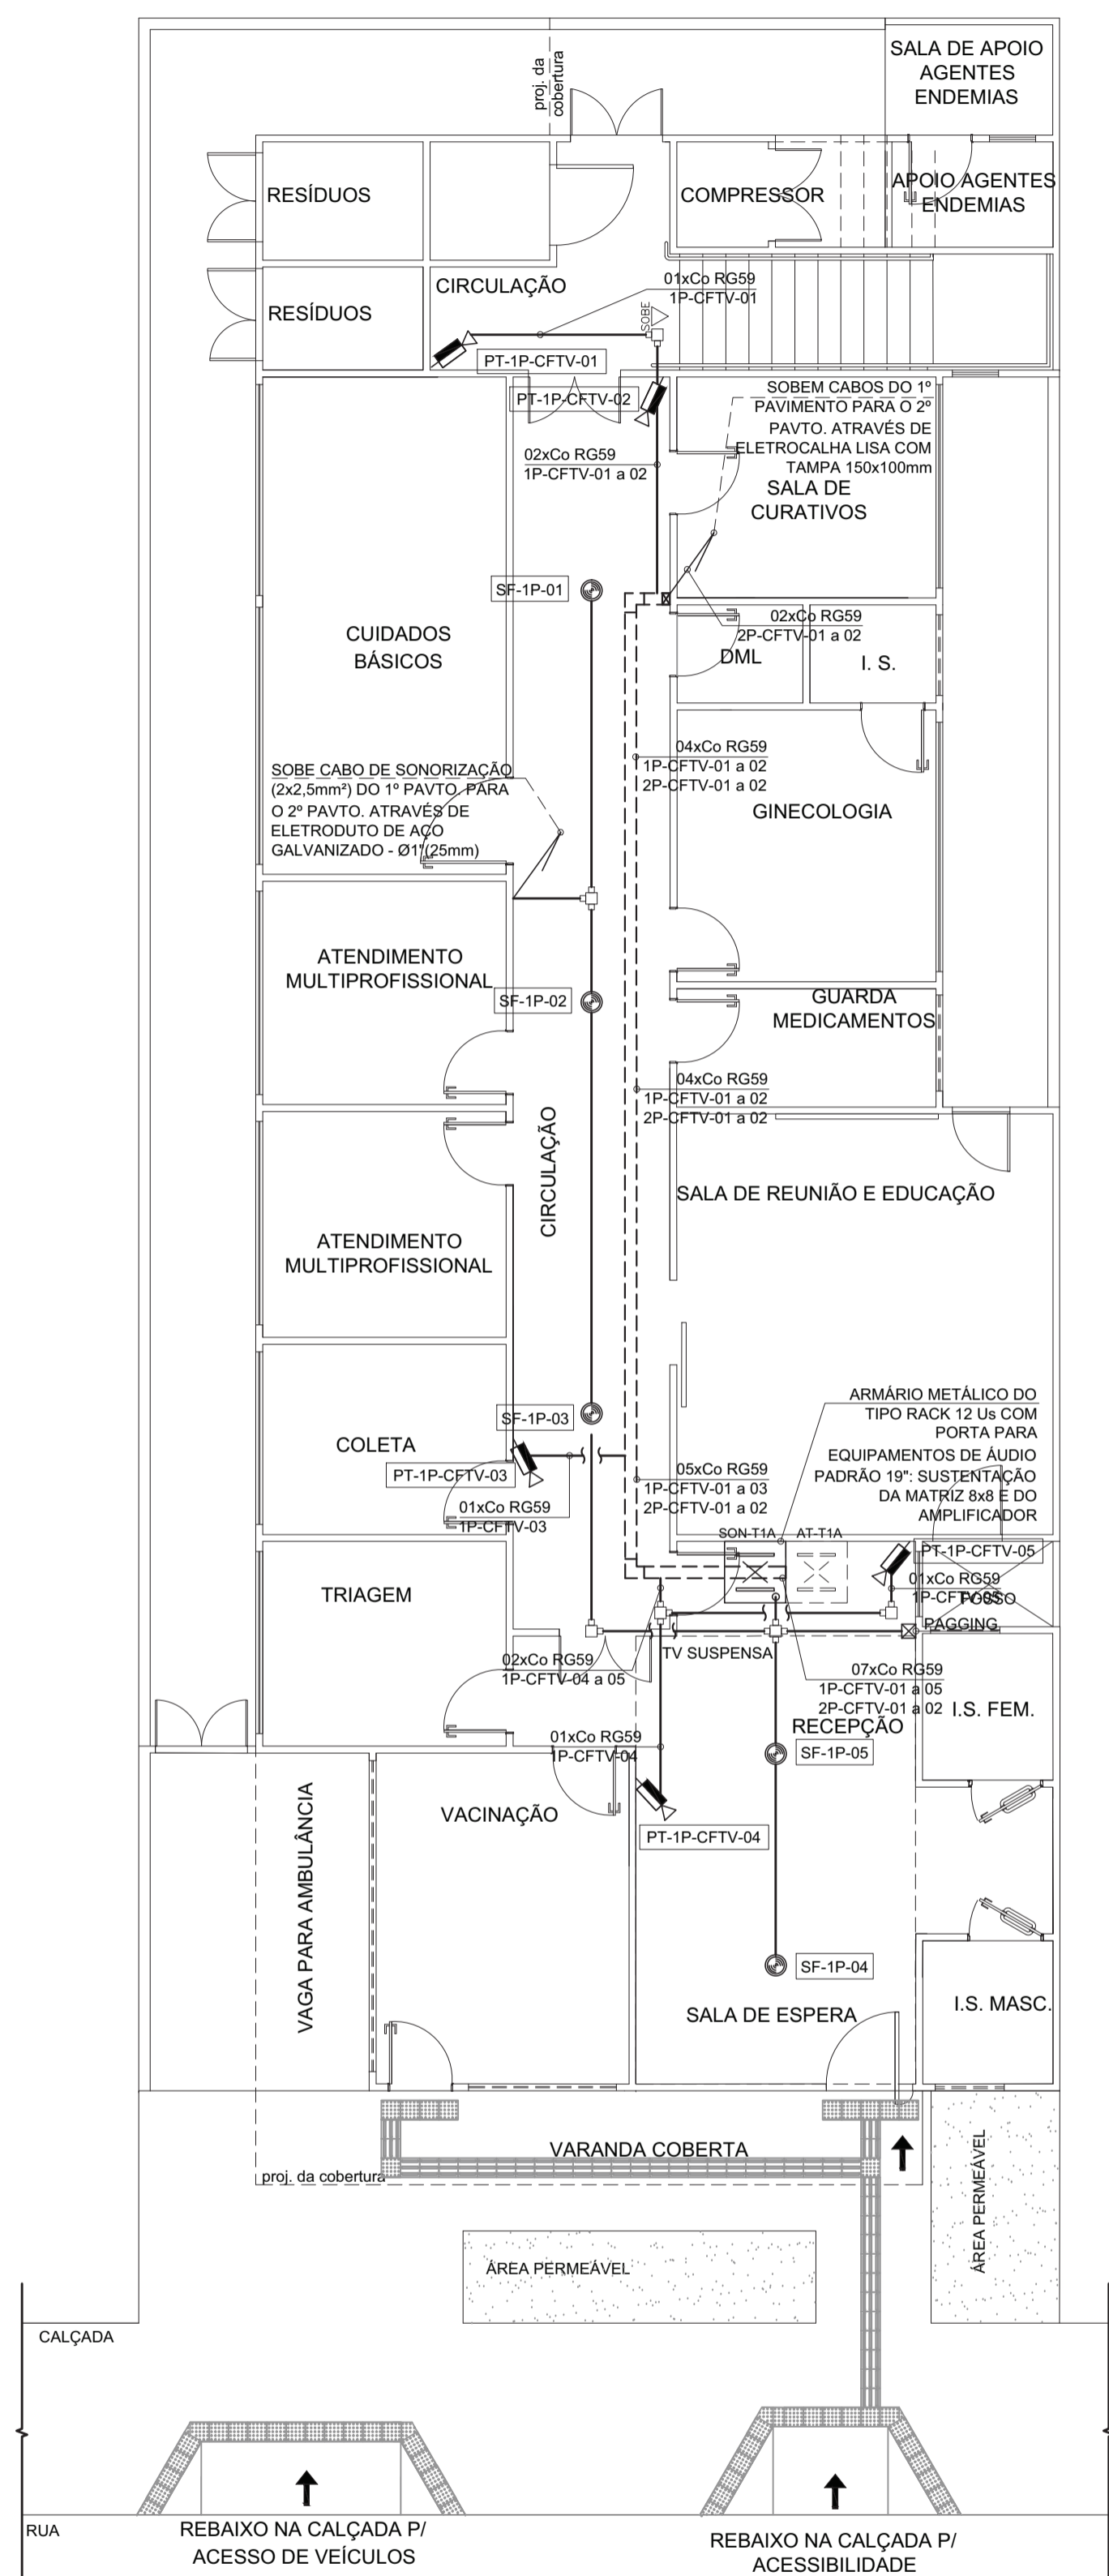 SALA DE APOIO
AGENTES
ENDEMIAS
proj. da
cobertura
RESÍDUOS
COMPRESSOR
APOIO AGENTES
ENDEMIAS
CIRCULAÇÃO
01xCo RG59
1P-CFTV-01
RESÍDUOS
SOBE
PT-1P-CFTV-01
PT-1P-CFTV-02
SOBEM CABOS DO 1º
PAVIMENTO PARA O 2º
PAVTO. ATRAVÉS DE
ELETROCALHA LISA COM
TAMPA 150x100mm
02xCo RG59
1P-CFTV-01 a 02
SALA DE
CURATIVOS
SF-1P-01
02xCo RG59
2P-CFTV-01 a 02
CUIDADOS
BÁSICOS
DML
I. S.
04xCo RG59
1P-CFTV-01 a 02
2P-CFTV-01 a 02
SOBE CABO DE SONORIZAÇÃO
(2x2,5mm²) DO 1º PAVTO. PARA
O 2º PAVTO. ATRAVÉS DE
ELETRODUTO DE AÇO
GALVANIZADO - Ø1"(25mm)
GINECOLOGIA
ATENDIMENTO
MULTIPROFISSIONAL
SF-1P-02
GUARDA
MEDICAMENTOS
04xCo RG59
1P-CFTV-01 a 02
2P-CFTV-01 a 02
CIRCULAÇÃO
SALA DE REUNIÃO E EDUCAÇÃO
ATENDIMENTO
MULTIPROFISSIONAL
ARMÁRIO METÁLICO DO
TIPO RACK 12 Us COM
PORTA PARA
EQUIPAMENTOS DE ÁUDIO
PADRÃO 19": SUSTENTAÇÃO
DA MATRIZ 8x8 E DO
AMPLIFICADOR
SF-1P-03
COLETA
PT-1P-CFTV-03
05xCo RG59
1P-CFTV-01 a 03
2P-CFTV-01 a 02
01xCo RG59
1P-CFTV-03
SON-T1A
AT-T1A
PT-1P-CFTV-05
01xCo RG59
1P-CFTV-05
FOSSO
TRIAGEM
PAGGING
TV SUSPENSA
02xCo RG59
1P-CFTV-04 a 05
07xCo RG59
1P-CFTV-01 a 05
2P-CFTV-01 a 02
I.S. FEM.
RECEPÇÃO
01xCo RG59
1P-CFTV-04
SF-1P-05
VACINAÇÃO
PT-1P-CFTV-04
VAGA PARA AMBULÂNCIA
SF-1P-04
SALA DE ESPERA
I.S. MASC.
VARANDA COBERTA
proj. da cobertura
ÁREA PERMEÁVEL
ÁREA PERMEÁVEL
CALÇADA
RUA
REBAIXO NA CALÇADA P/
ACESSO DE VEÍCULOS
REBAIXO NA CALÇADA P/
ACESSIBILIDADE